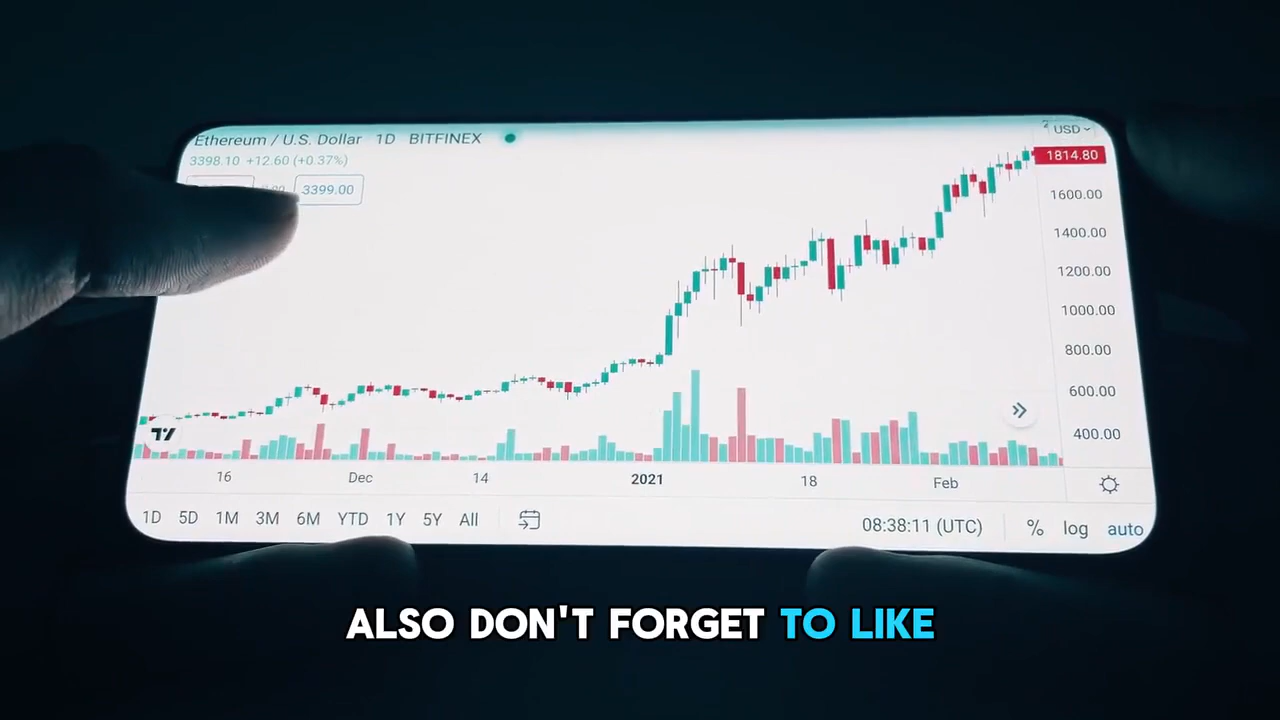 Ethereum / U.S. Dollar 1D BITFINEX
USD
3398.10 +12.60 (+0.37%)
1814.80
3399.00
1600.00
1400.00
1200.00
1000.00
800.00
600.00
400.00
16 Dec 14 2021 18 Feb
1D 5D 1M 3M 6M YTD 1Y 5Y All
08:38:11 (UTC) % log auto
ALSO DON'T FORGET TO LIKE